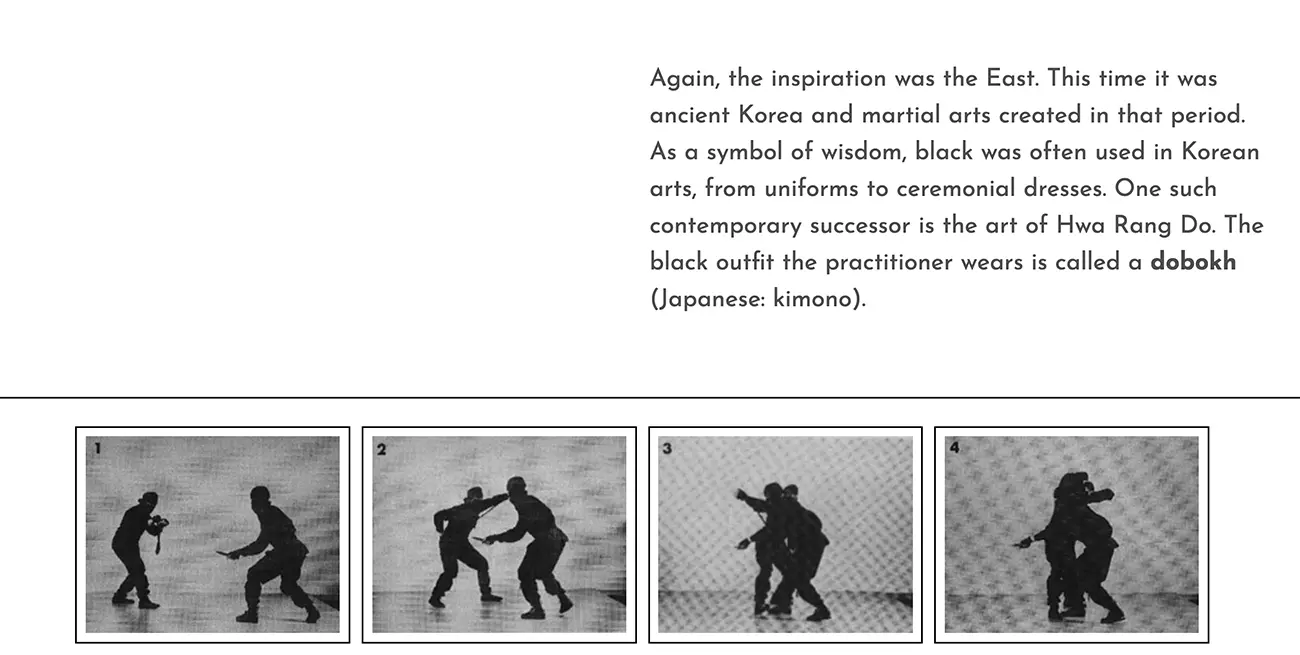 Again, the inspiration was the East. This time it was
ancient Korea and martial arts created in that period.
As a symbol of wisdom, black was often used in Korean
arts, from uniforms to ceremonial dresses. One such
contemporary successor is the art of Hwa Rang Do. The
black outfit the practitioner wears is called a dobokh
(Japanese: kimono).
1
2
3
4